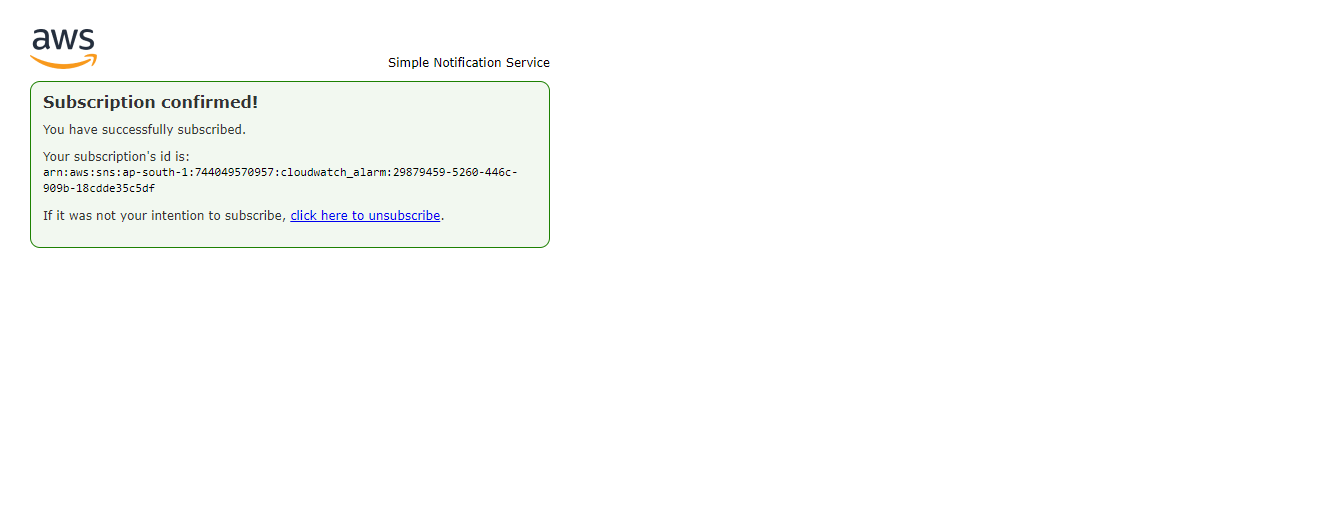 aws
Simple Notification Service
Subscription confirmed!
You have successfully subscribed.
Your subscription's id is:
arn:aws:sns:ap-south-1:744049570957:cloudwatch_alarm:29879459-5260-446c-
909b-18cdde35c5df
If it was not your intention to subscribe, click here to unsubscribe.